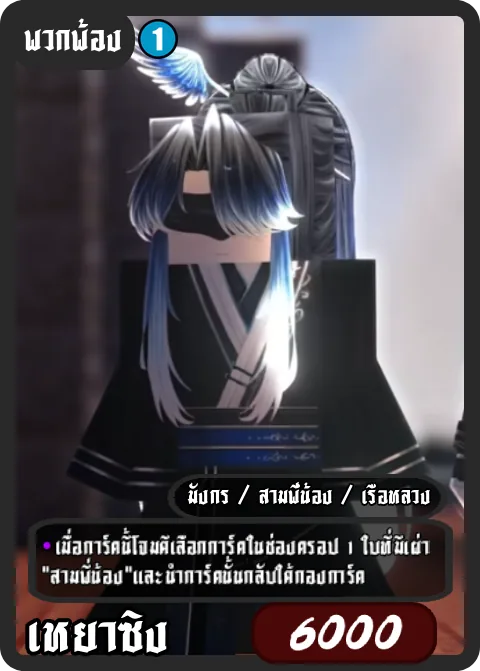 พวกพ้อง 1
มังกร / สามพี่น้อง / เรือหลวง
• เมื่อการ์ดนี้โจมตีเลือกการ์ดในช่องดรอป 1 ใบที่มีเผ่า
"สามพี่น้อง"และนำการ์ดนั้นกลับใต้กองการ์ด
เหยาซิง 6000